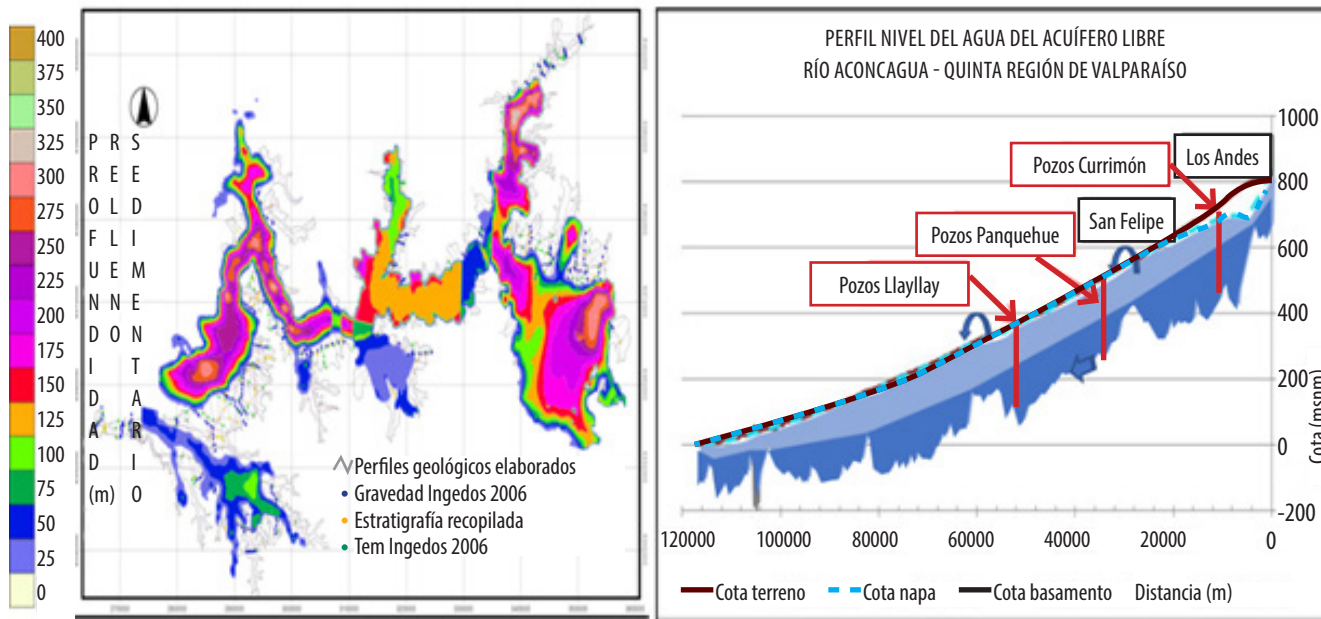 400
375
350
325
300
275
250
225
200
175
150
125
100
75
50
25
0
PROFUNDIDAD (m)
RELLENO
SEDIMENTARIO
Perfiles geológicos elaborados
Gravedad Ingedos 2006
Estratigrafía recopilada
Tem Ingedos 2006
PERFIL NIVEL DEL AGUA DEL ACUÍFERO LIBRE
RÍO ACONCAGUA - QUINTA REGIÓN DE VALPARAÍSO
Pozos Currimón
Los Andes
San Felipe
Pozos Panquehue
Pozos Llayllay
1000
800
600
400
200
0
-200
Cota (msnm)
120000 100000 80000 60000 40000 20000 0
Cota terreno Cota napa Cota basamento Distancia (m)